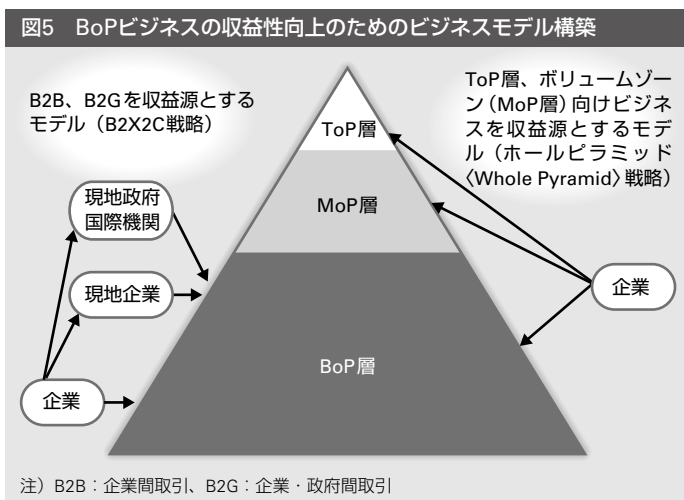 図5　BoPビジネスの収益性向上のためのビジネスモデル構築
B2B、B2Gを収益源とする
モデル（B2X2C戦略）
ToP層、ボリュームゾー
ン（MoP層）向けビジネ
スを収益源とするモデ
ル（ホールピラミッド
〈Whole Pyramid〉戦略）
ToP層
MoP層
BoP層
現地政府
国際機関
現地企業
企業
企業
注）B2B：企業間取引、B2G：企業・政府間取引